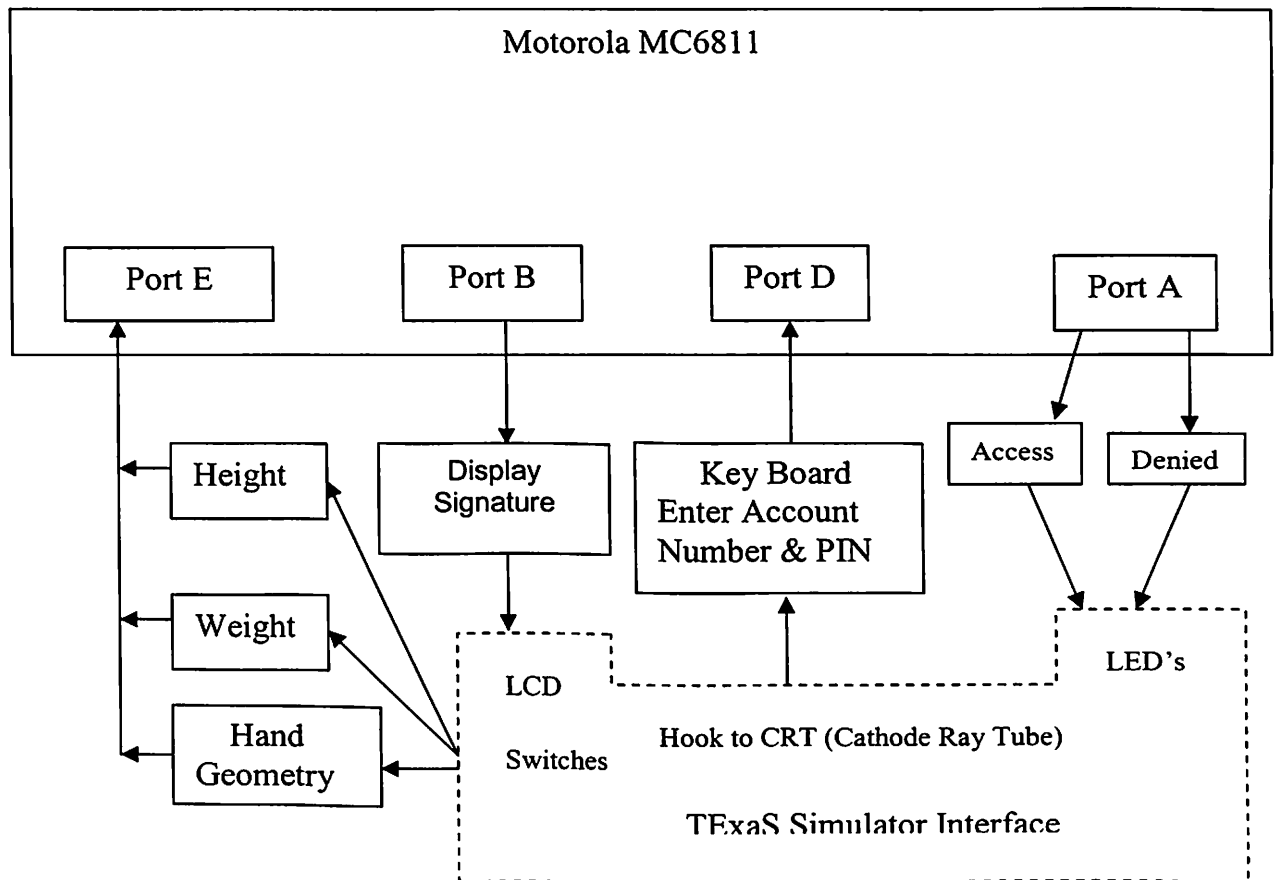 Motorola MC6811
Port E
Port B
Port D
Port A
Height
Display
Signature
Key Board
Enter Account
Number & PIN
Access
Denied
Weight
Hand
Geometry
LCD
Switches
Hook to CRT (Cathode Ray Tube)
LED's
TExaS Simulator Interface